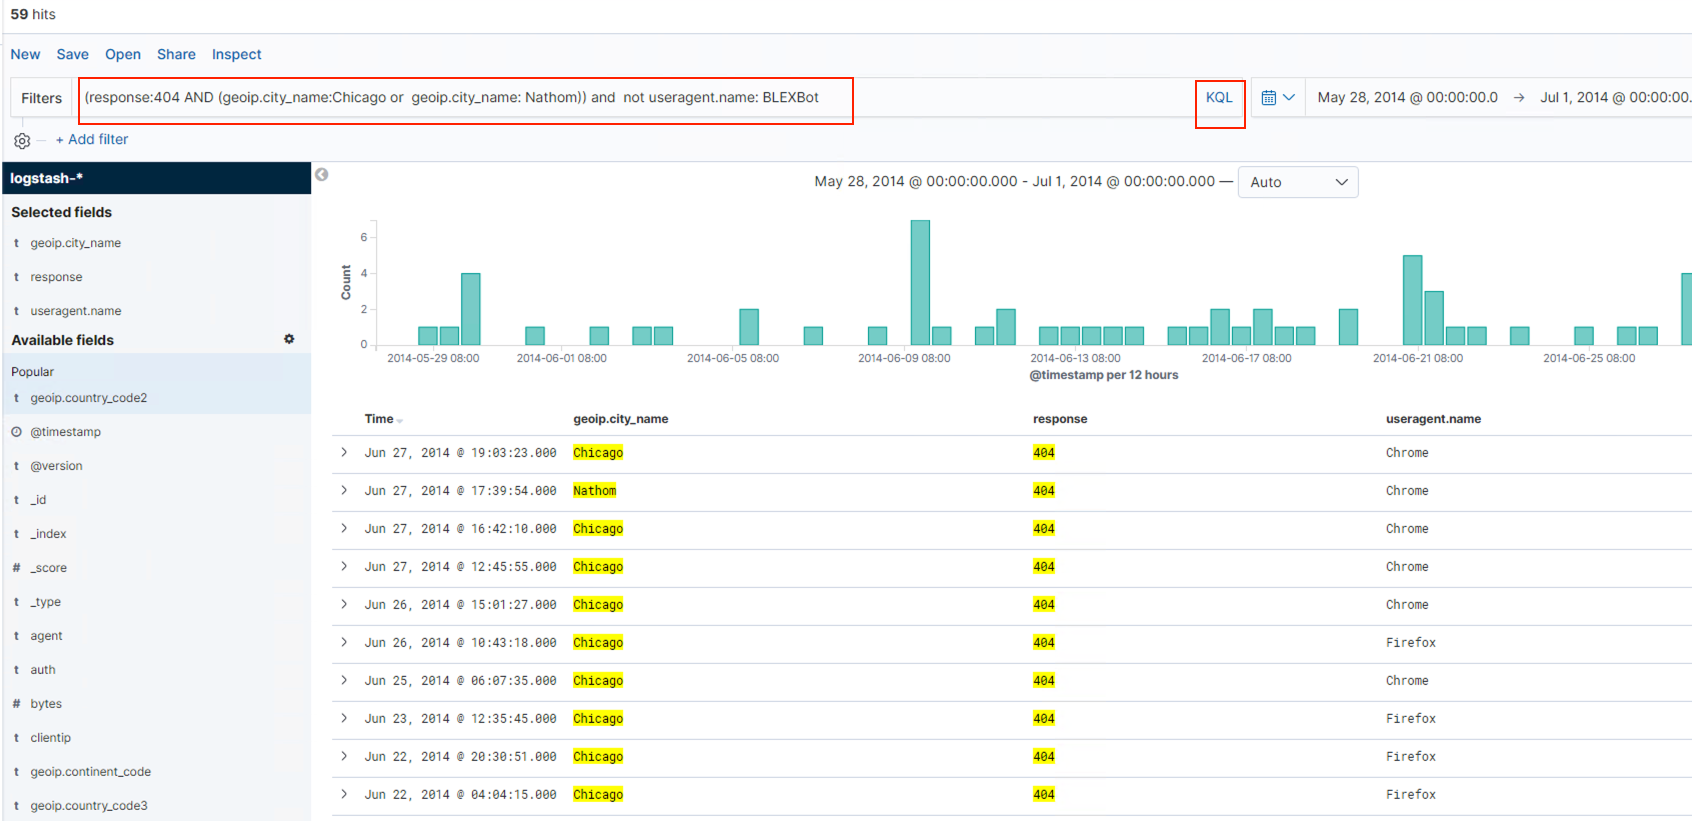 59 hits
New Save Open Share Inspect
Filters (response:404 AND (geoip.city_name:Chicago or  geoip.city_name: Nathom)) and  not useragent.name: BLEXBot KQL May 28, 2014 @ 00:00:00.0 → Jul 1, 2014 @ 00:00:00.
+ Add filter
logstash-*
Selected fields
t geoip.city_name
t response
t useragent.name
Available fields
Popular
t geoip.country_code2
@timestamp
t @version
t _id
t _index
# _score
t _type
t agent
t auth
# bytes
t clientip
t geoip.continent_code
t geoip.country_code3
May 28, 2014 @ 00:00:00.000 - Jul 1, 2014 @ 00:00:00.000 — Auto
Count
6
4
2
0
2014-05-29 08:00 2014-06-01 08:00 2014-06-05 08:00 2014-06-09 08:00 2014-06-13 08:00 2014-06-17 08:00 2014-06-21 08:00 2014-06-25 08:00
@timestamp per 12 hours
Time geoip.city_name response useragent.name
Jun 27, 2014 @ 19:03:23.000 Chicago 404 Chrome
Jun 27, 2014 @ 17:39:54.000 Nathom 404 Chrome
Jun 27, 2014 @ 16:42:10.000 Chicago 404 Chrome
Jun 27, 2014 @ 12:45:55.000 Chicago 404 Chrome
Jun 26, 2014 @ 15:01:27.000 Chicago 404 Chrome
Jun 26, 2014 @ 10:43:18.000 Chicago 404 Firefox
Jun 25, 2014 @ 06:07:35.000 Chicago 404 Chrome
Jun 23, 2014 @ 12:35:45.000 Chicago 404 Firefox
Jun 22, 2014 @ 20:30:51.000 Chicago 404 Firefox
Jun 22, 2014 @ 04:04:15.000 Chicago 404 Firefox